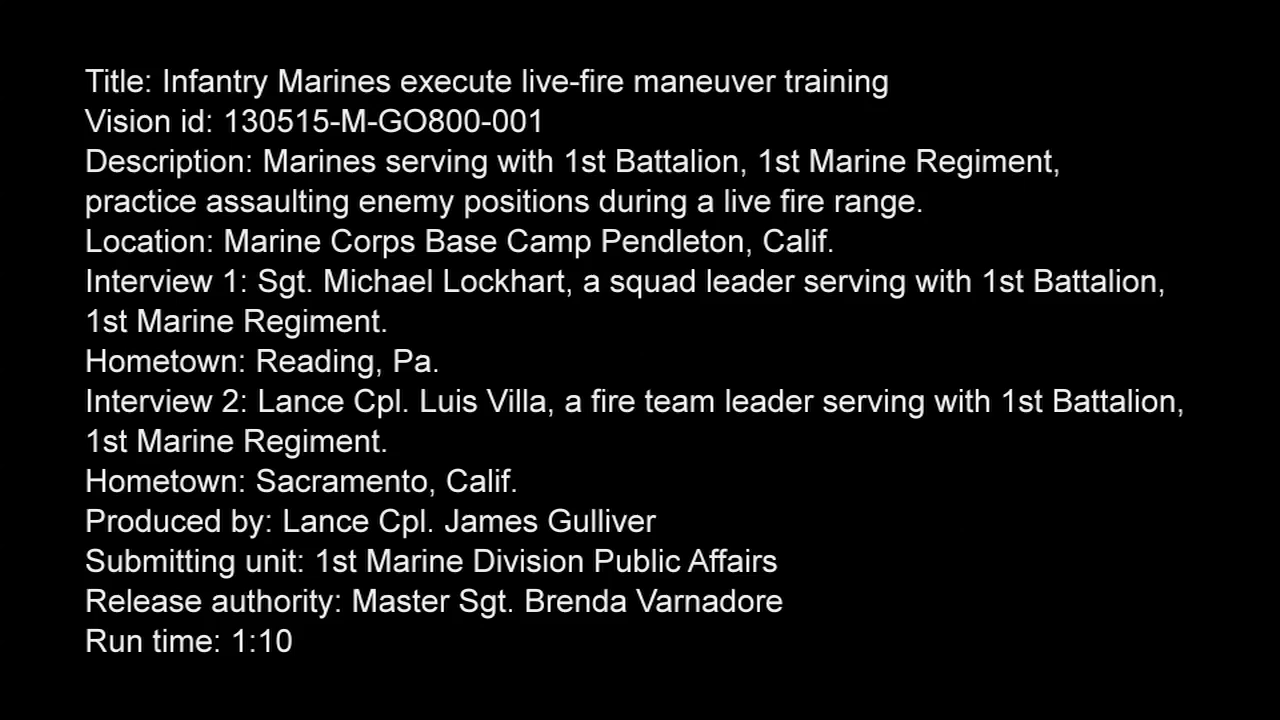 Title: Infantry Marines execute live-fire maneuver training
Vision id: 130515-M-GO800-001
Description: Marines serving with 1st Battalion, 1st Marine Regiment,
practice assaulting enemy positions during a live fire range.
Location: Marine Corps Base Camp Pendleton, Calif.
Interview 1: Sgt. Michael Lockhart, a squad leader serving with 1st Battalion,
1st Marine Regiment.
Hometown: Reading, Pa.
Interview 2: Lance Cpl. Luis Villa, a fire team leader serving with 1st Battalion,
1st Marine Regiment.
Hometown: Sacramento, Calif.
Produced by: Lance Cpl. James Gulliver
Submitting unit: 1st Marine Division Public Affairs
Release authority: Master Sgt. Brenda Varnadore
Run time: 1:10